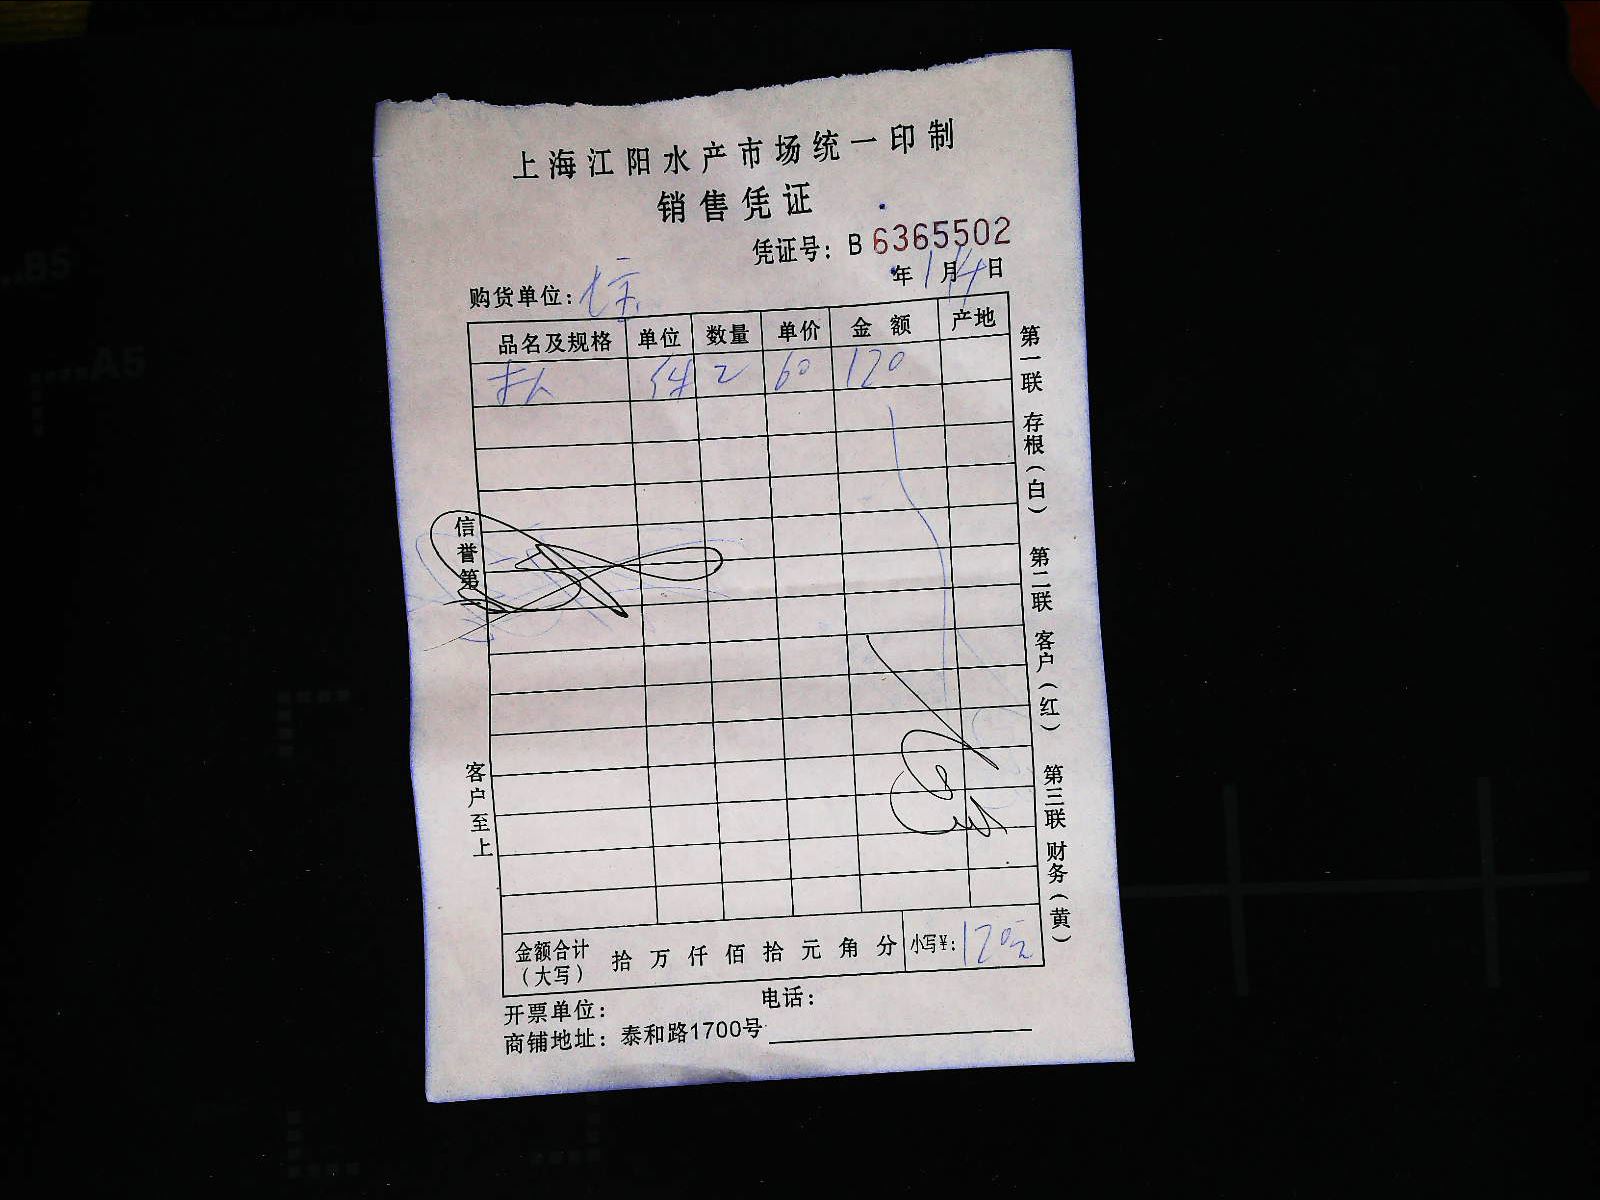 上海江阳水产市场统一印制
销售凭证
凭证号：B 6365502
年 1 月 14 日
购货单位：
品名及规格 单位 数量 单价 金额 产地
2 60 120
信誉第一
客户至上
第一联 存根（白） 第二联 客户（红） 第三联 财务（黄）
金额合计（大写） 拾 万 仟 佰 拾 元 角 分 小写¥：120元
开票单位： 电话：
商铺地址：泰和路1700号